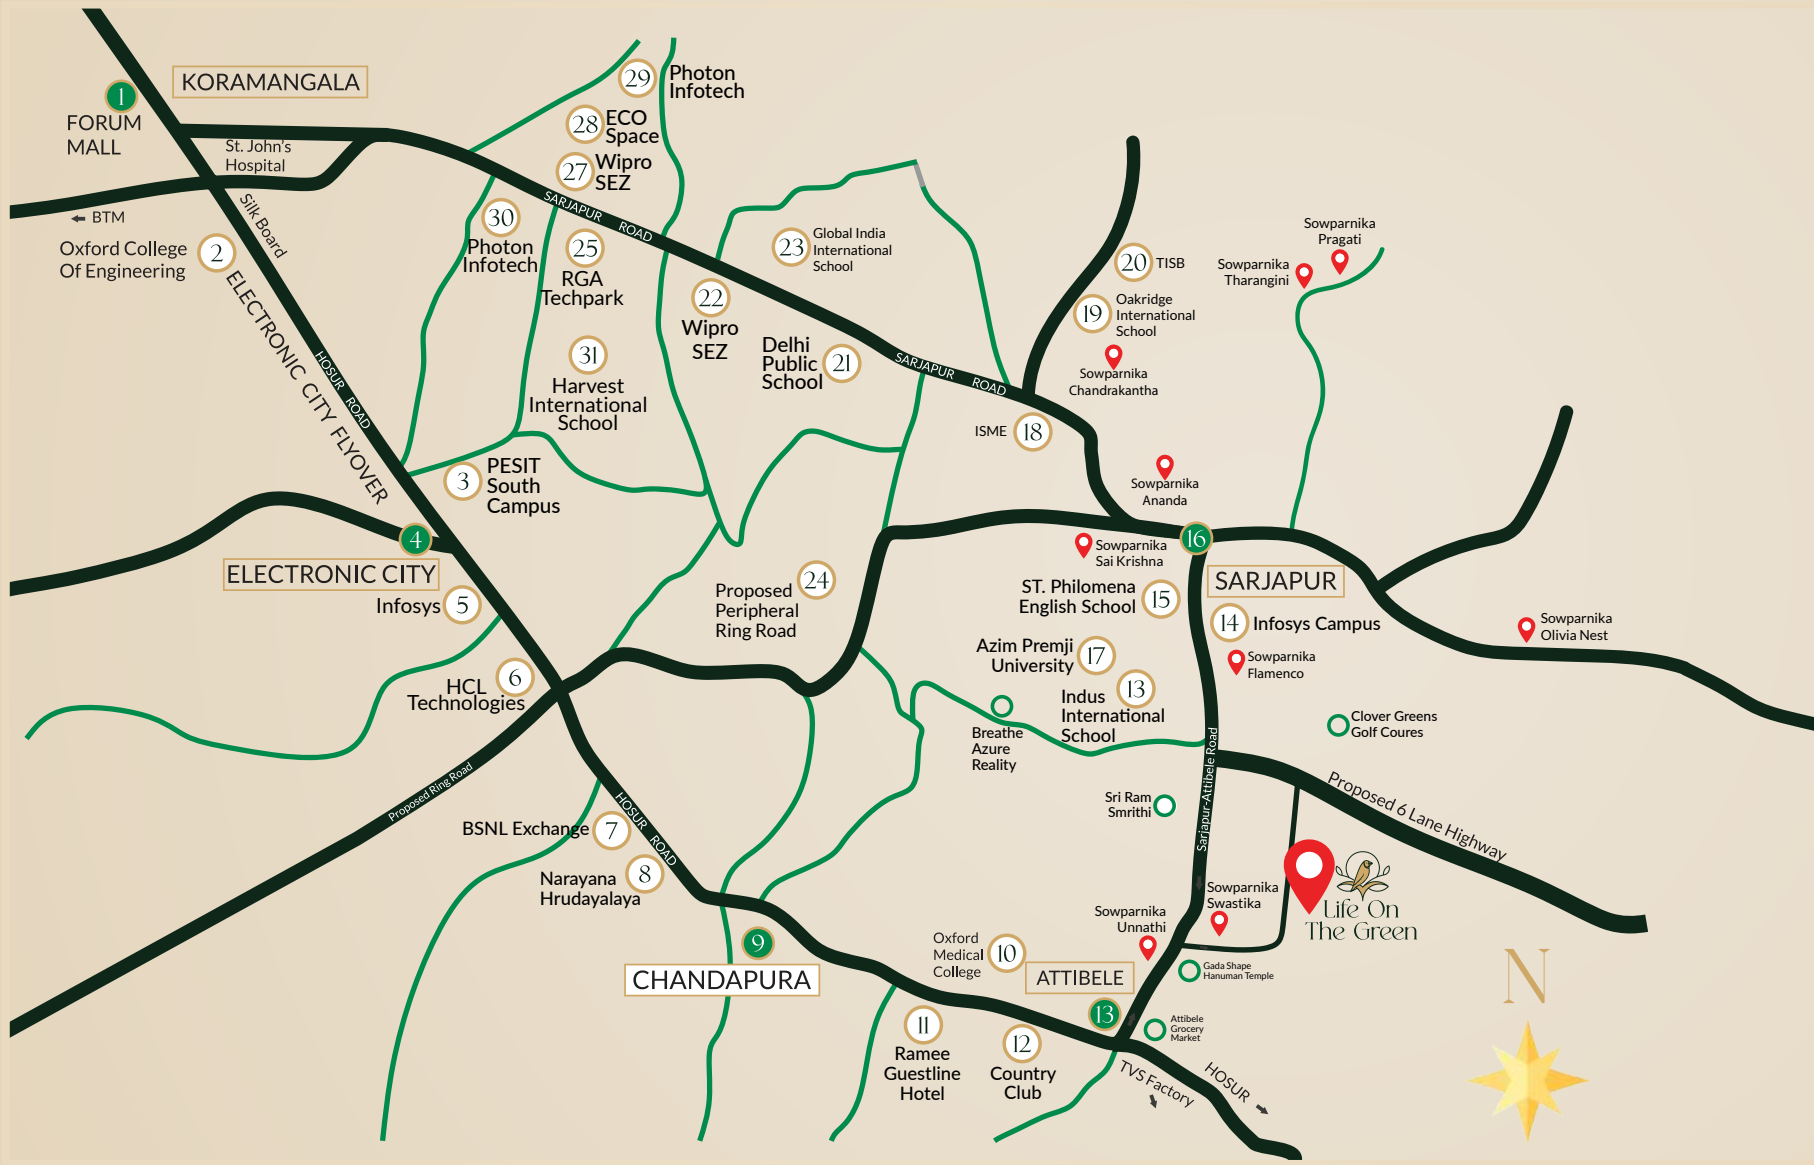 1
FORUM
MALL
KORAMANGALA
St. John's
Hospital
BTM
Oxford College
Of Engineering
2
Silk Board
ELECTRONIC CITY FLYOVER
HOSUR ROAD
29
Photon
Infotech
28
ECO
Space
27
Wipro
SEZ
SARJAPUR ROAD
30
Photon
Infotech
25
RGA
Techpark
31
Harvest
International
School
22
Wipro
SEZ
23
Global India
International
School
Delhi
Public
School
21
SARJAPUR ROAD
20
TISB
19
Oakridge
International
School
Sowparnika
Chandrakantha
ISME
18
Sowparnika
Pragati
Sowparnika
Tharangini
Sowparnika
Ananda
3
PESIT
South
Campus
4
ELECTRONIC CITY
Infosys
5
6
HCL
Technologies
Proposed
Peripheral
Ring Road
24
16
Sowparnika
Sai Krishna
SARJAPUR
ST. Philomena
English School
15
14
Infosys Campus
Sowparnika
Olivia Nest
Azim Premji
University
17
Sowparnika
Flamenco
13
Indus
International
School
Breathe
Azure
Reality
Clover Greens
Golf Coures
Sarjapur-Attibele Road
Sri Ram
Smrithi
Proposed 6 Lane Highway
Proposed Ring Road
BSNL Exchange
7
HOSUR ROAD
8
Narayana
Hrudayalaya
Life On
The Green
Sowparnika
Swastika
Sowparnika
Unnathi
9
CHANDAPURA
Oxford
Medical
College
10
ATTIBELE
13
Gada Shape
Hanuman Temple
Attibele
Grocery
Market
11
Ramee
Guestline
Hotel
12
Country
Club
TVS Factory
HOSUR
N